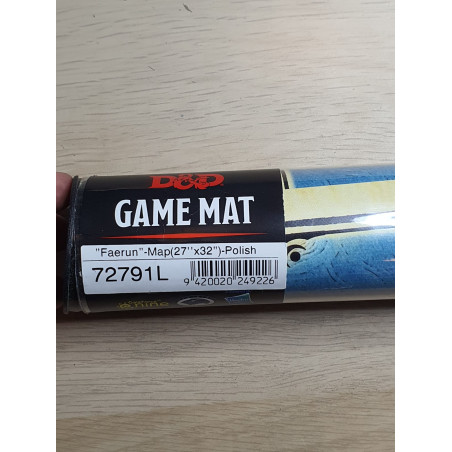 D&D
GAME MAT
"Faerun"-Map(27''x32")-Polish
72791L
9 420020 249226